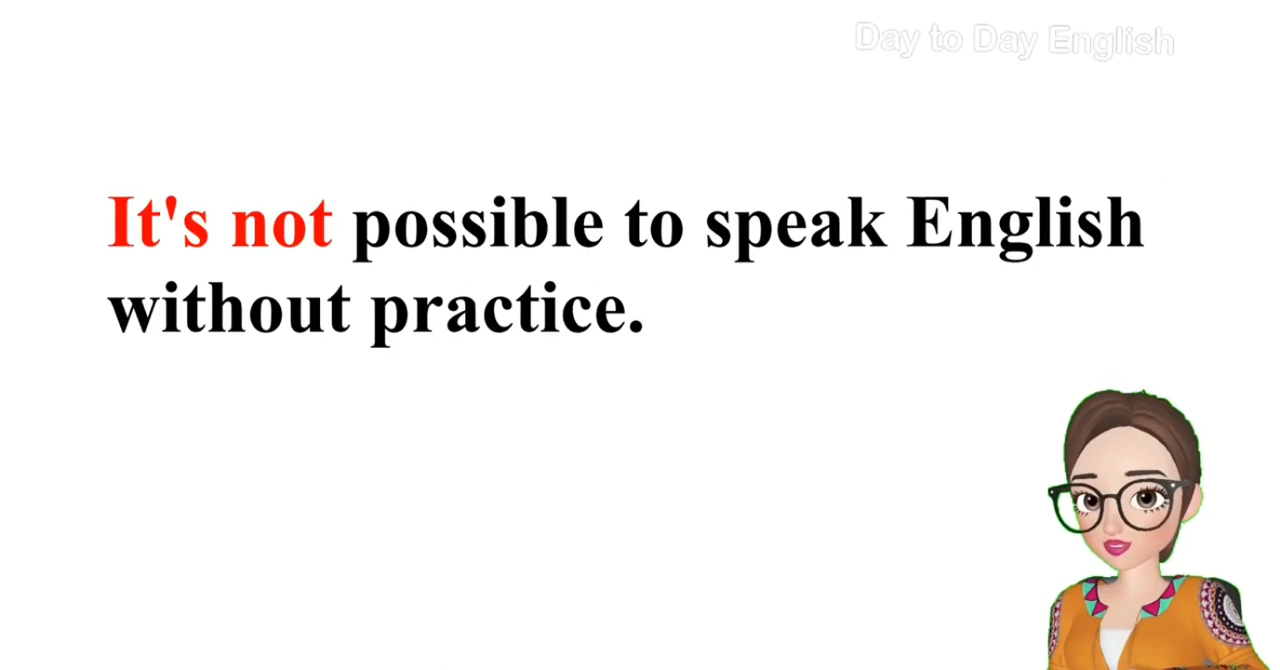 Day to Day English
It's not possible to speak English
without practice.